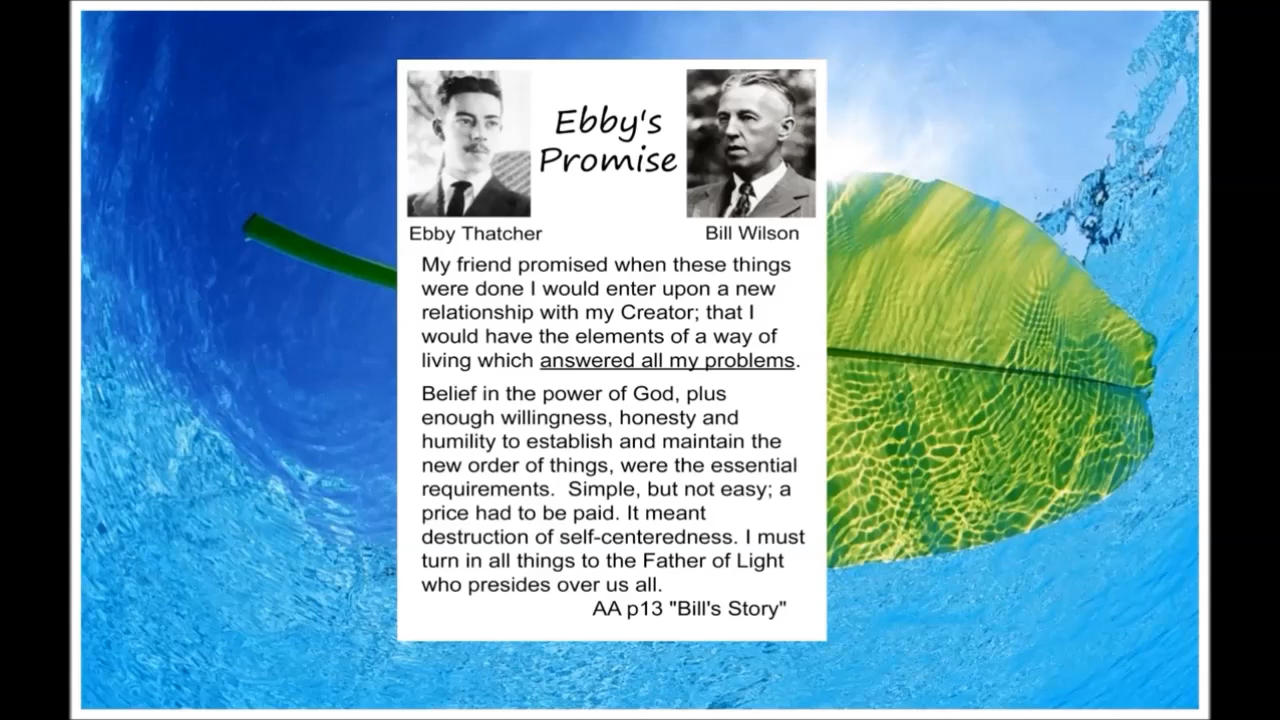 Ebby's
Promise
Ebby Thatcher
Bill Wilson
My friend promised when these things
were done I would enter upon a new
relationship with my Creator; that I
would have the elements of a way of
living which answered all my problems.
Belief in the power of God, plus
enough willingness, honesty and
humility to establish and maintain the
new order of things, were the essential
requirements.  Simple, but not easy; a
price had to be paid. It meant
destruction of self-centeredness. I must
turn in all things to the Father of Light
who presides over us all.
AA p13 "Bill's Story"